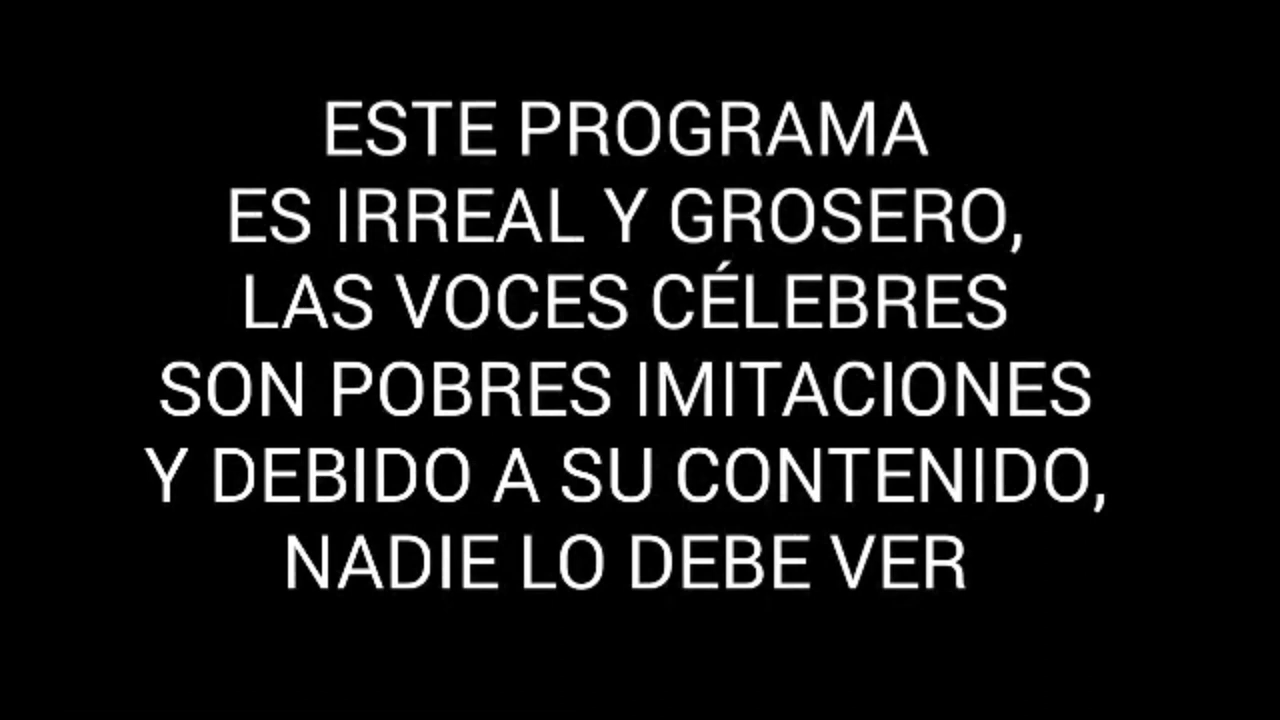 ESTE PROGRAMA
ES IRREAL Y GROSERO,
LAS VOCES CÉLEBRES
SON POBRES IMITACIONES
Y DEBIDO A SU CONTENIDO,
NADIE LO DEBE VER